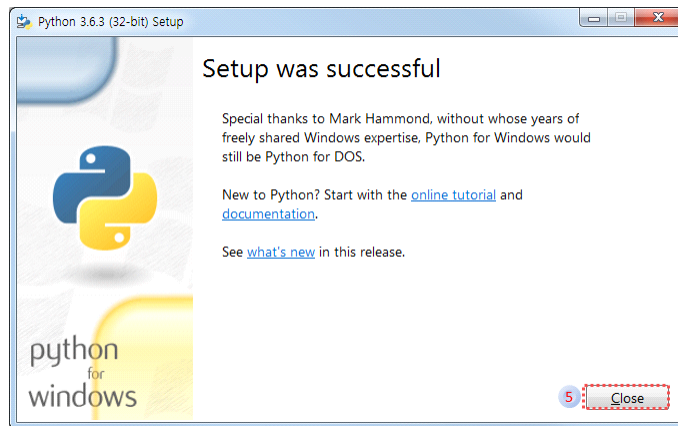 Python 3.6.3 (32-bit) Setup
Setup was successful
Special thanks to Mark Hammond, without whose years of
freely shared Windows expertise, Python for Windows would
still be Python for DOS.
New to Python? Start with the online tutorial and
documentation.
See what's new in this release.
python
for
windows
5 Close